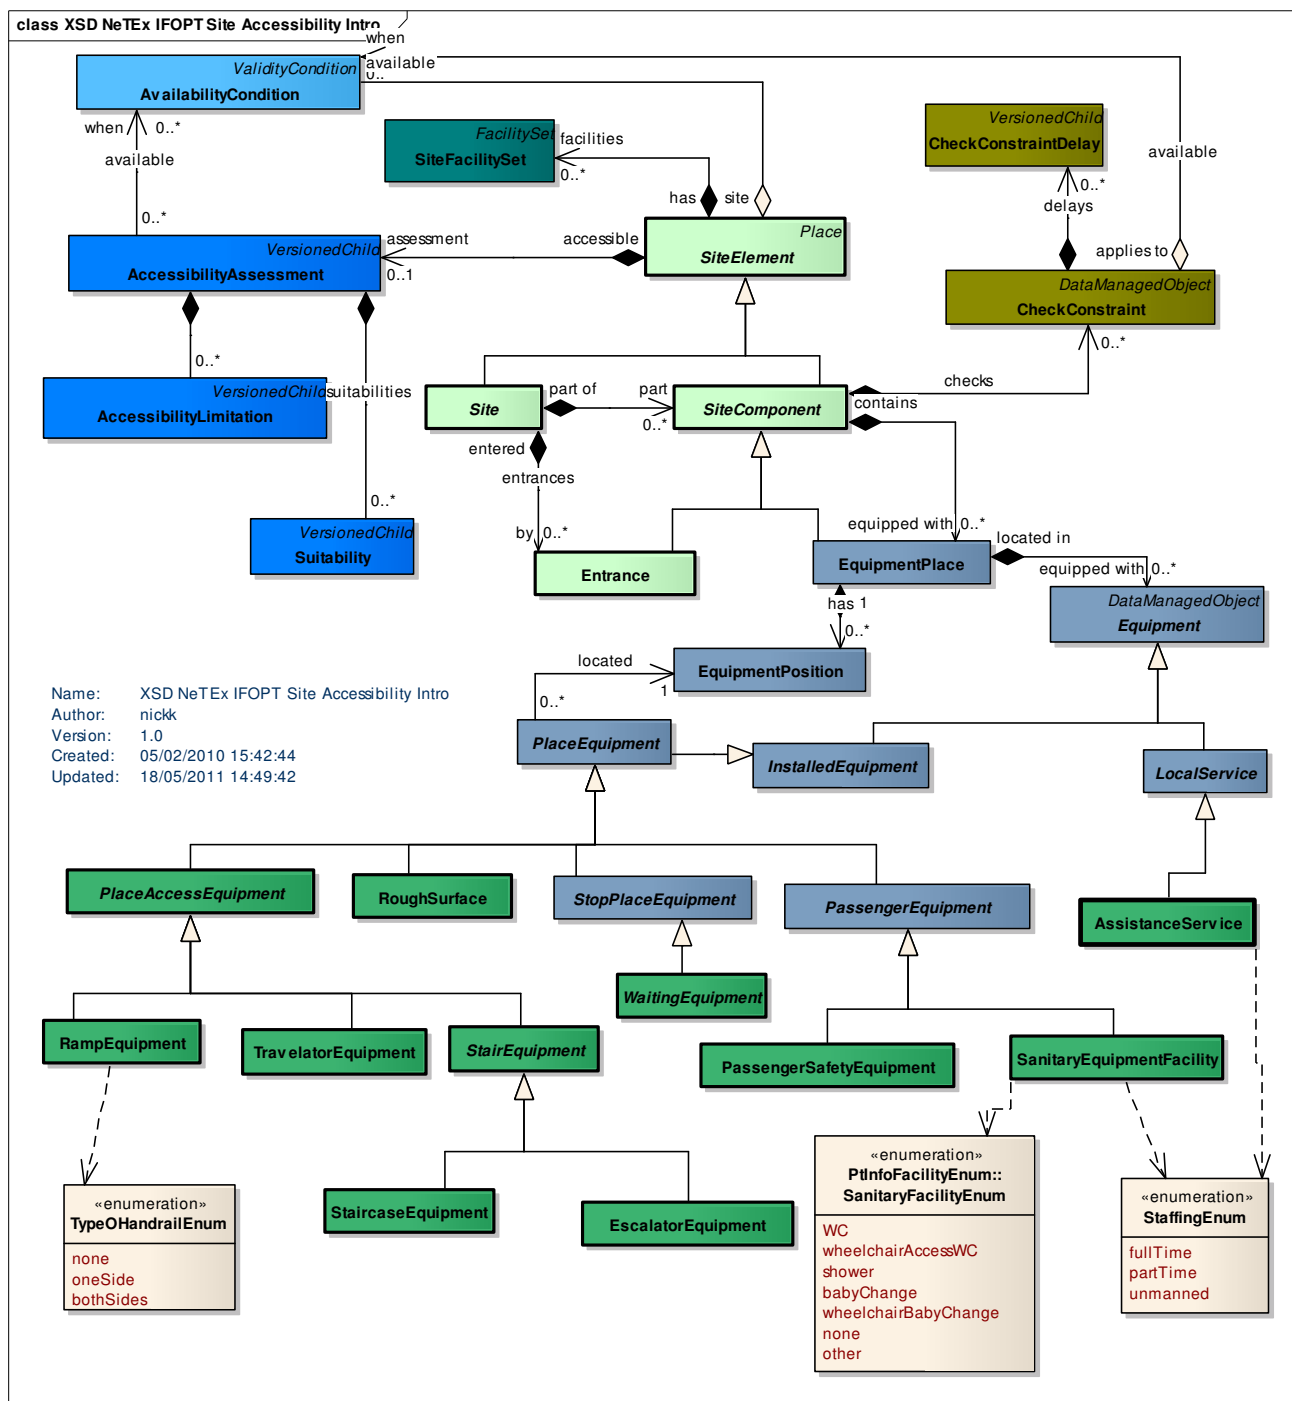 class XSD NeTEx IFOPT Site Accessibility Intro
when
ValidityCondition
available
AvailabilityCondition
0..
VersionedChild
CheckConstraintDelay
when
0..*
FacilitySet
facilities
SiteFacilitySet
0..*
available
available
0..*
delays
has
site
0..*
assessment
accessible
Place
applies to
VersionedChild
SiteElement
AccessibilityAssessment
0..1
DataManagedObject
CheckConstraint
0..*
0..*
VersionedChild
suitabilities
AccessibilityLimitation
part of
part
checks
Site
SiteComponent
contains
0..*
entered
entrances
0..*
VersionedChild
Suitability
by
0..*
equipped with
0..*
located in
Entrance
EquipmentPlace
equipped with
0..*
has
1
DataManagedObject
Equipment
0..*
located
EquipmentPosition
1
0..*
Name: XSD NeTEx IFOPT Site Accessibility Intro
Author: nickk
Version: 1.0
Created: 05/02/2010 15:42:44
Updated: 18/05/2011 14:49:42
PlaceEquipment
InstalledEquipment
LocalService
PlaceAccessEquipment
RoughSurface
StopPlaceEquipment
PassengerEquipment
AssistanceService
WaitingEquipment
RampEquipment
TravelatorEquipment
StairEquipment
PassengerSafetyEquipment
SanitaryEquipmentFacility
«enumeration»
TypeOHandrailEnum
none
oneSide
bothSides
StaircaseEquipment
EscalatorEquipment
«enumeration»
PtInfoFacilityEnum::
SanitaryFacilityEnum
WC
wheelchairAccessWC
shower
babyChange
wheelchairBabyChange
none
other
«enumeration»
StaffingEnum
fullTime
partTime
unmanned